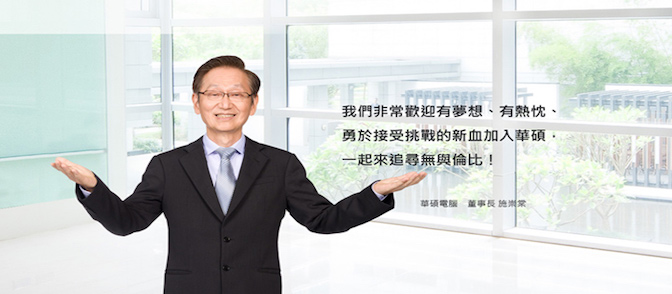 我們非常歡迎有夢想、有熱忱、
勇於接受挑戰的新血加入華碩，
一起來追尋無與倫比！
華碩電腦 董事長 施崇棠